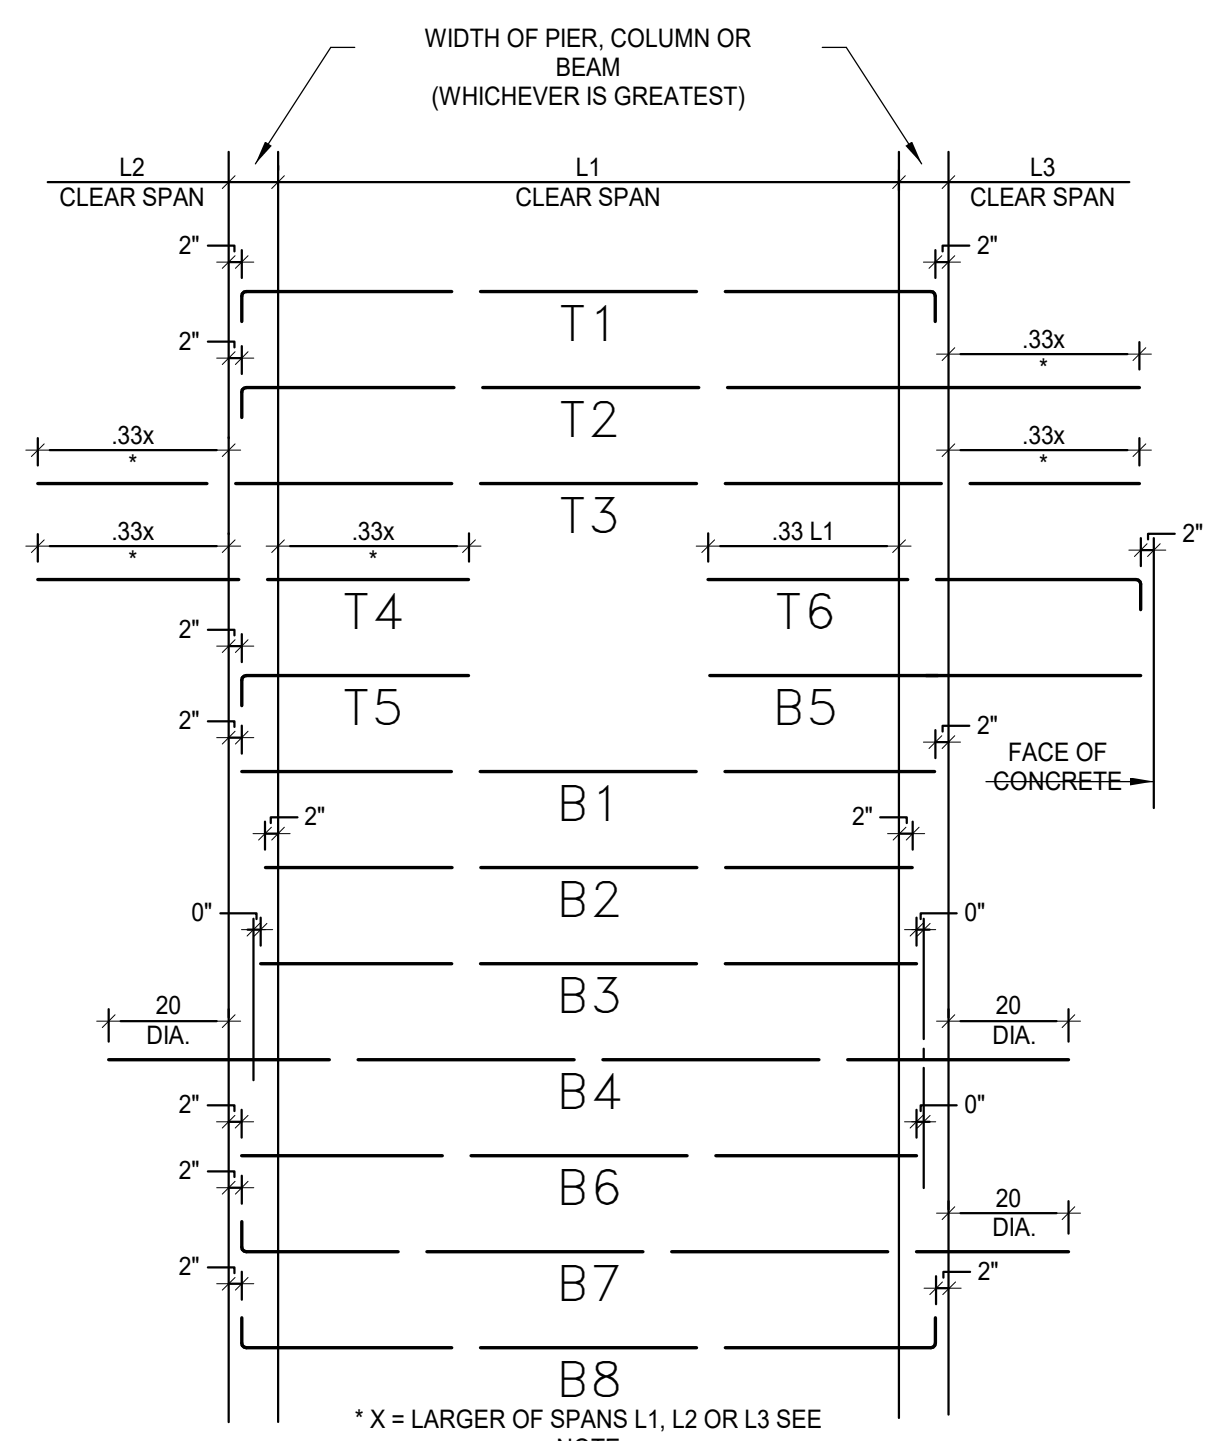 WIDTH OF PIER, COLUMN OR
BEAM
(WHICHEVER IS GREATEST)
L2
CLEAR SPAN
L1
CLEAR SPAN
L3
CLEAR SPAN
2"
2"
T1
2"
.33x
*
T2
.33x
*
.33x
*
T3
.33x
*
.33x
*
.33 L1
2"
T4
T6
2"
T5
B5
2"
2"
FACE OF
CONCRETE
B1
2"
2"
B2
0"
0"
B3
20
DIA.
20
DIA.
B4
2"
0"
B6
2"
20
DIA.
B7
2"
2"
B8
* X = LARGER OF SPANS L1, L2 OR L3 SEE